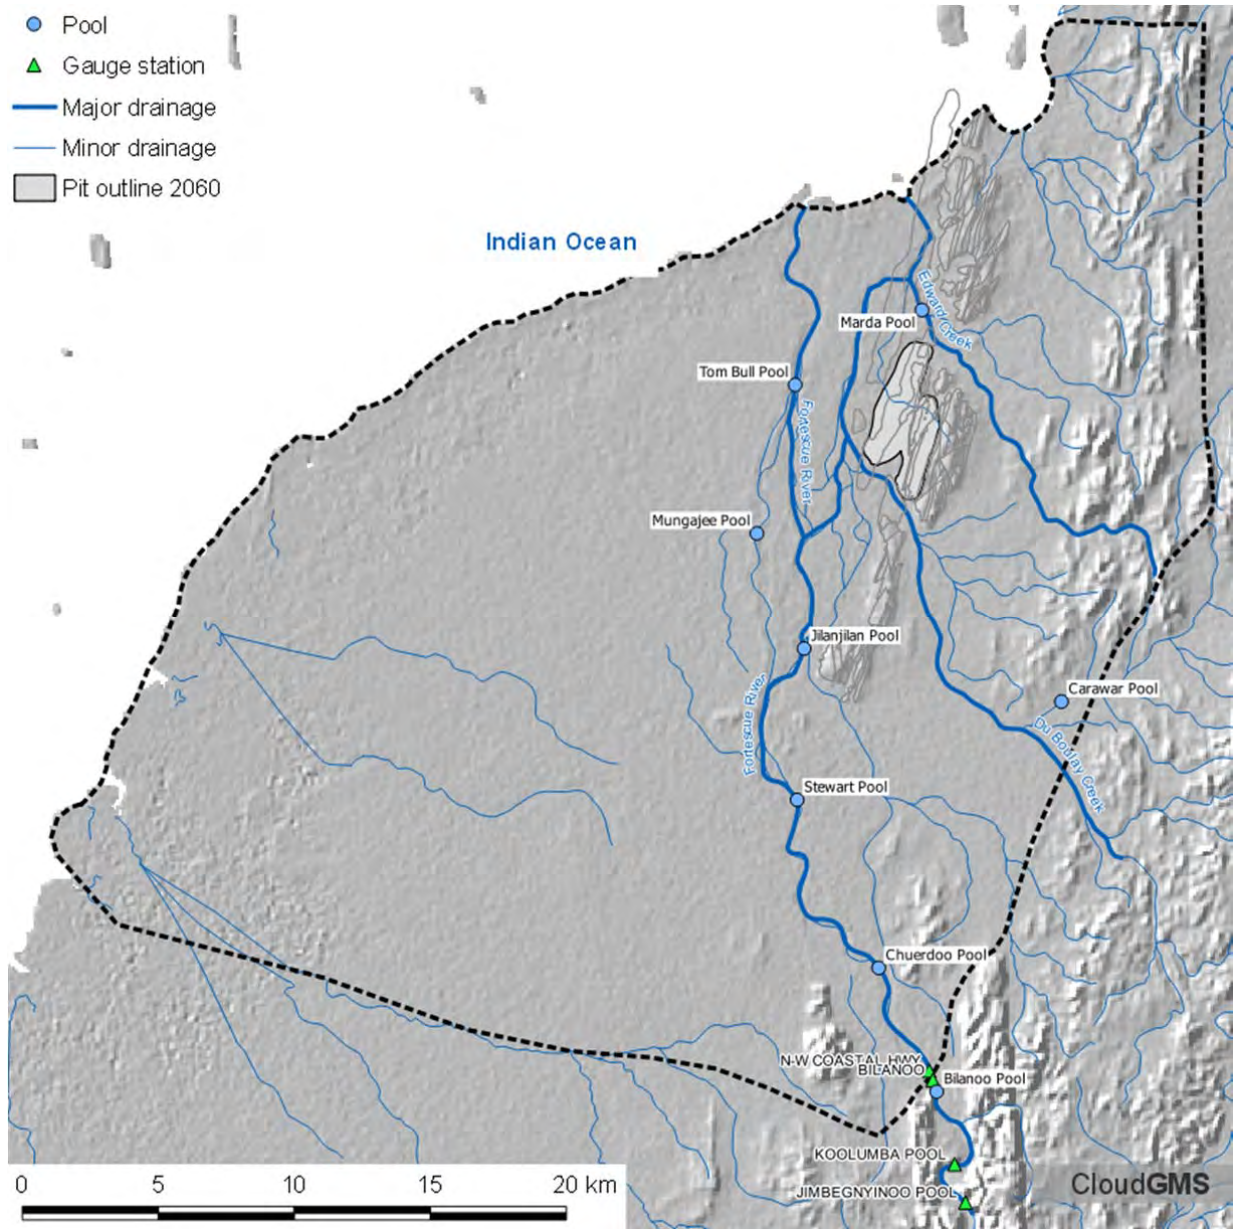 Pool
Gauge station
Major drainage
Minor drainage
Pit outline 2060
Indian Ocean
Edward Creek
Marda Pool
Tom Bull Pool
Fortescue River
Mungajee Pool
Jilanjilan Pool
Fortescue River
Carawar Pool
Du Boulay Creek
Stewart Pool
Chuerdoo Pool
N-W COASTAL HWY
BILANOO
Bilanoo Pool
KOOLUMBA POOL
JIMBEGNYINOO POOL
0 5 10 15 20 km
CloudGMS